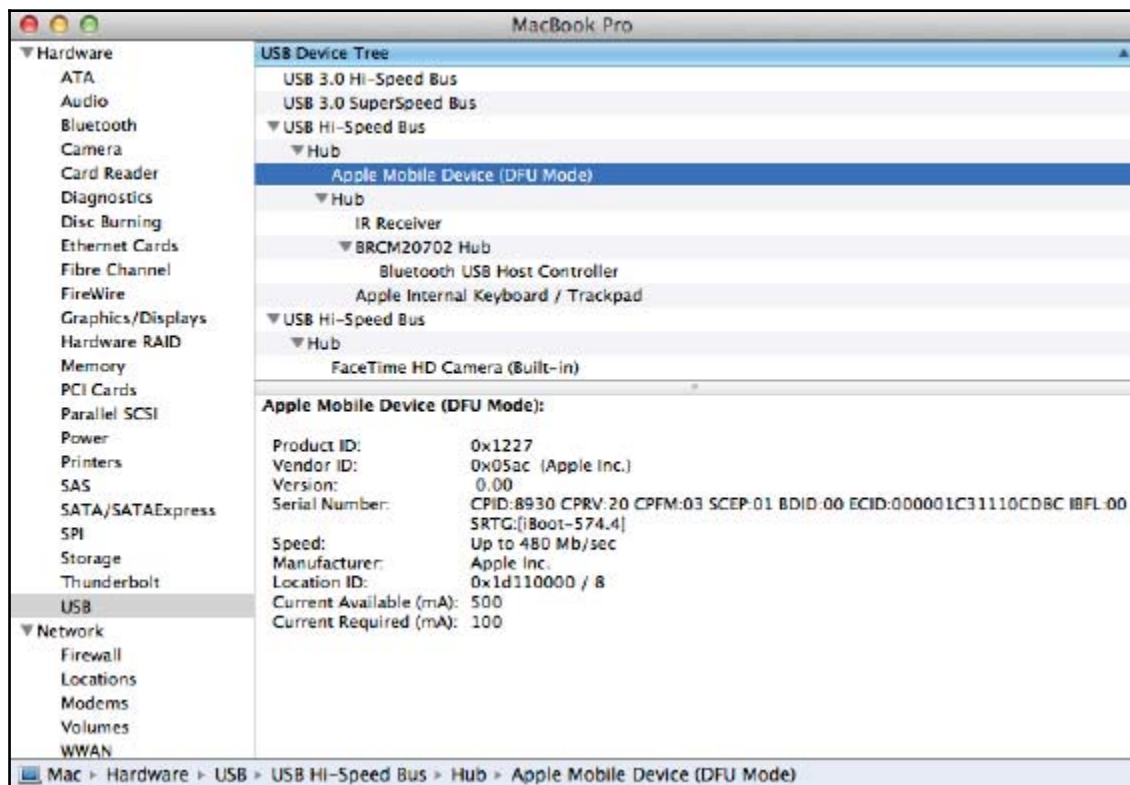 MacBook Pro
Hardware
ATA
Audio
Bluetooth
Camera
Card Reader
Diagnostics
Disc Burning
Ethernet Cards
Fibre Channel
FireWire
Graphics/Displays
Hardware RAID
Memory
PCI Cards
Parallel SCSI
Power
Printers
SAS
SATA/SATAExpress
SPI
Storage
Thunderbolt
USB
Network
Firewall
Locations
Modems
Volumes
WWAN
USB Device Tree
USB 3.0 Hi-Speed Bus
USB 3.0 SuperSpeed Bus
USB Hi-Speed Bus
Hub
Apple Mobile Device (DFU Mode)
Hub
IR Receiver
BRCM20702 Hub
Bluetooth USB Host Controller
Apple Internal Keyboard / Trackpad
USB Hi-Speed Bus
Hub
FaceTime HD Camera (Built-in)
Apple Mobile Device (DFU Mode):
Product ID: 0x1227
Vendor ID: 0x05ac (Apple Inc.)
Version: 0.00
Serial Number: CPID:8930 CPRV:20 CPFM:03 SCEP:01 BDID:00 ECID:000001C31110CD8C IBFL:00
SRTG:[iBoot-574.4]
Speed: Up to 480 Mb/sec
Manufacturer: Apple Inc.
Location ID: 0x1d110000 / 8
Current Available (mA): 500
Current Required (mA): 100
Mac ▸ Hardware ▸ USB ▸ USB Hi-Speed Bus ▸ Hub ▸ Apple Mobile Device (DFU Mode)